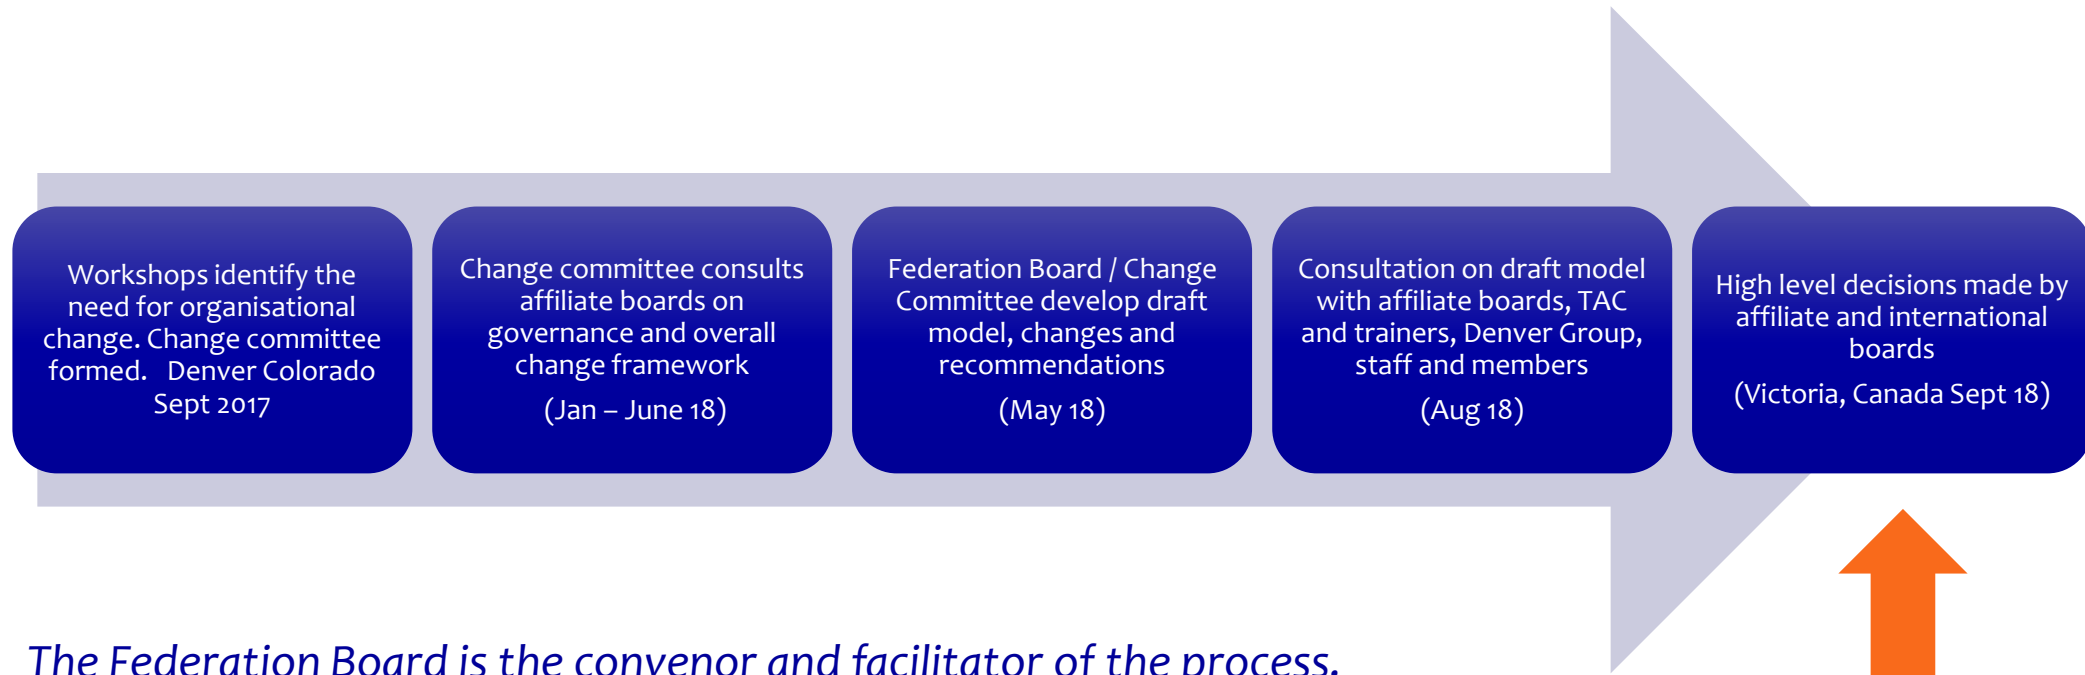 Workshops identify the
need for organisational
change. Change committee
formed. Denver Colorado
Sept 2017
Change committee consults
affiliate boards on
governance and overall
change framework
(Jan – June 18)
Federation Board / Change
Committee develop draft
model, changes and
recommendations
(May 18)
Consultation on draft model
with affiliate boards, TAC
and trainers, Denver Group,
staff and members
(Aug 18)
High level decisions made by
affiliate and international
boards
(Victoria, Canada Sept 18)
The Federation Board is the convenor and facilitator of the process.